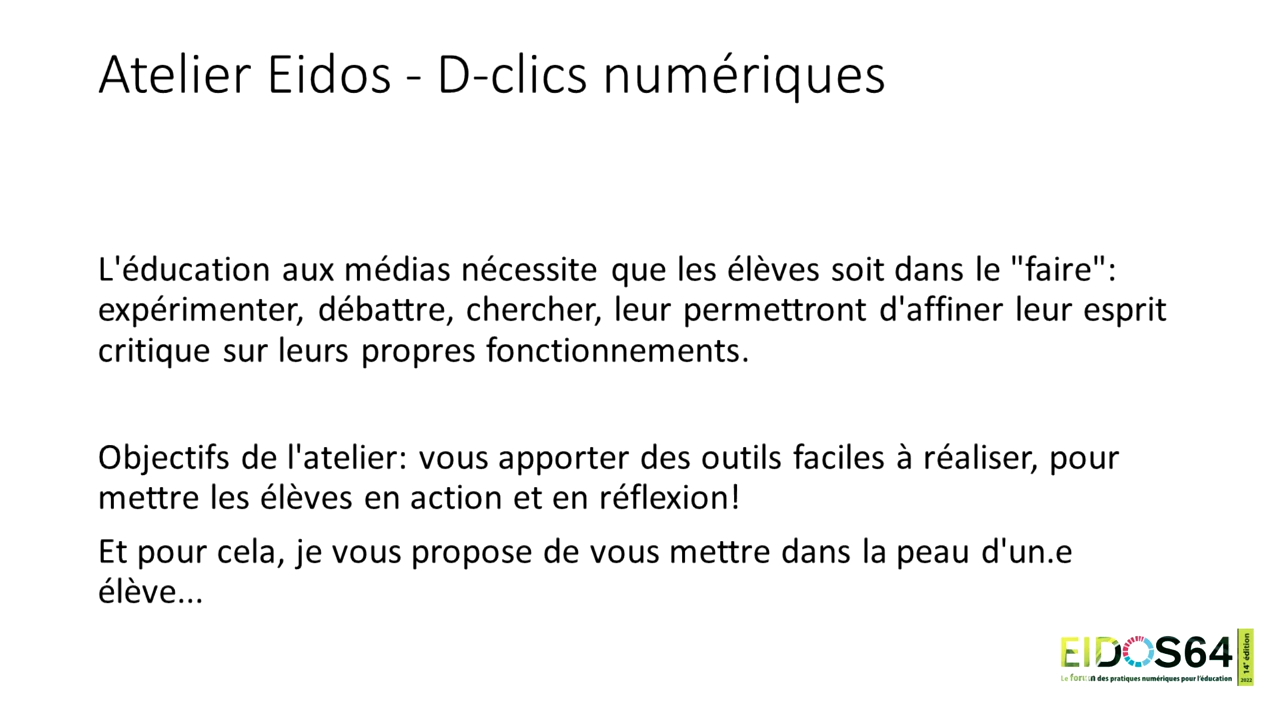 Atelier Eidos - D-clics numériques
L'éducation aux médias nécessite que les élèves soit dans le "faire":
expérimenter, débattre, chercher, leur permettront d'affiner leur esprit
critique sur leurs propres fonctionnements.
Objectifs de l'atelier: vous apporter des outils faciles à réaliser, pour
mettre les élèves en action et en réflexion!
Et pour cela, je vous propose de vous mettre dans la peau d'un.e
élève...
EIDOS64
Le forum des pratiques numériques pour l'éducation
14e édition
2022